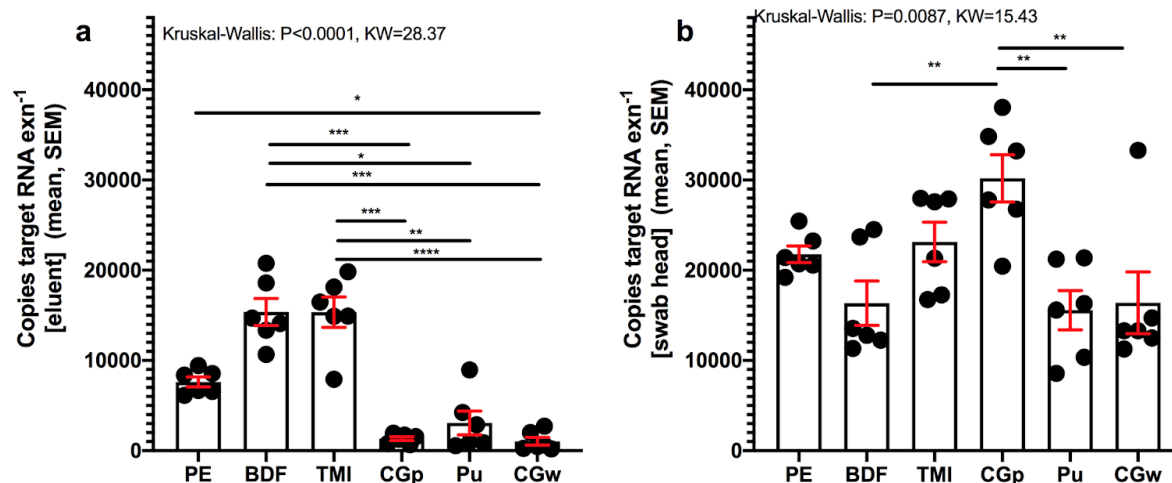 a
Kruskal-Wallis: P<0.0001, KW=28.37
Copies target RNA exn⁻¹
[eluent] (mean, SEM)
40000
30000
20000
10000
0
*
***
*
***
***
**
****
PE BDF TMI CGp Pu CGw
b
Kruskal-Wallis: P=0.0087, KW=15.43
Copies target RNA exn⁻¹
[swab head] (mean, SEM)
40000
30000
20000
10000
0
**
**
**
PE BDF TMI CGp Pu CGw